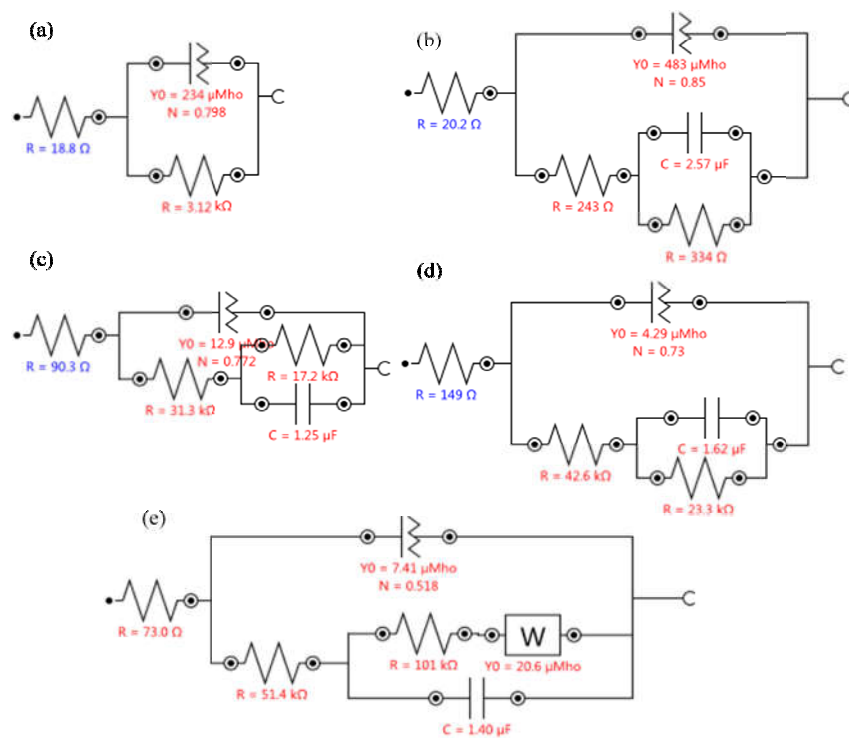 (a)
Y0 = 234 µMho
N = 0.798
R = 18.8 Ω
R = 3.12 kΩ
(b)
Y0 = 483 µMho
N = 0.85
R = 20.2 Ω
C = 2.57 µF
R = 243 Ω
R = 334 Ω
(c)
Y0 = 12.9 µMho
N = 0.772
R = 90.3 Ω
R = 17.2 kΩ
R = 31.3 kΩ
C = 1.25 µF
(d)
Y0 = 4.29 µMho
N = 0.73
R = 149 Ω
C = 1.62 µF
R = 42.6 kΩ
R = 23.3 kΩ
(e)
Y0 = 7.41 µMho
N = 0.518
R = 73.0 Ω
W
R = 101 kΩ
Y0 = 20.6 µMho
R = 51.4 kΩ
C = 1.40 µF